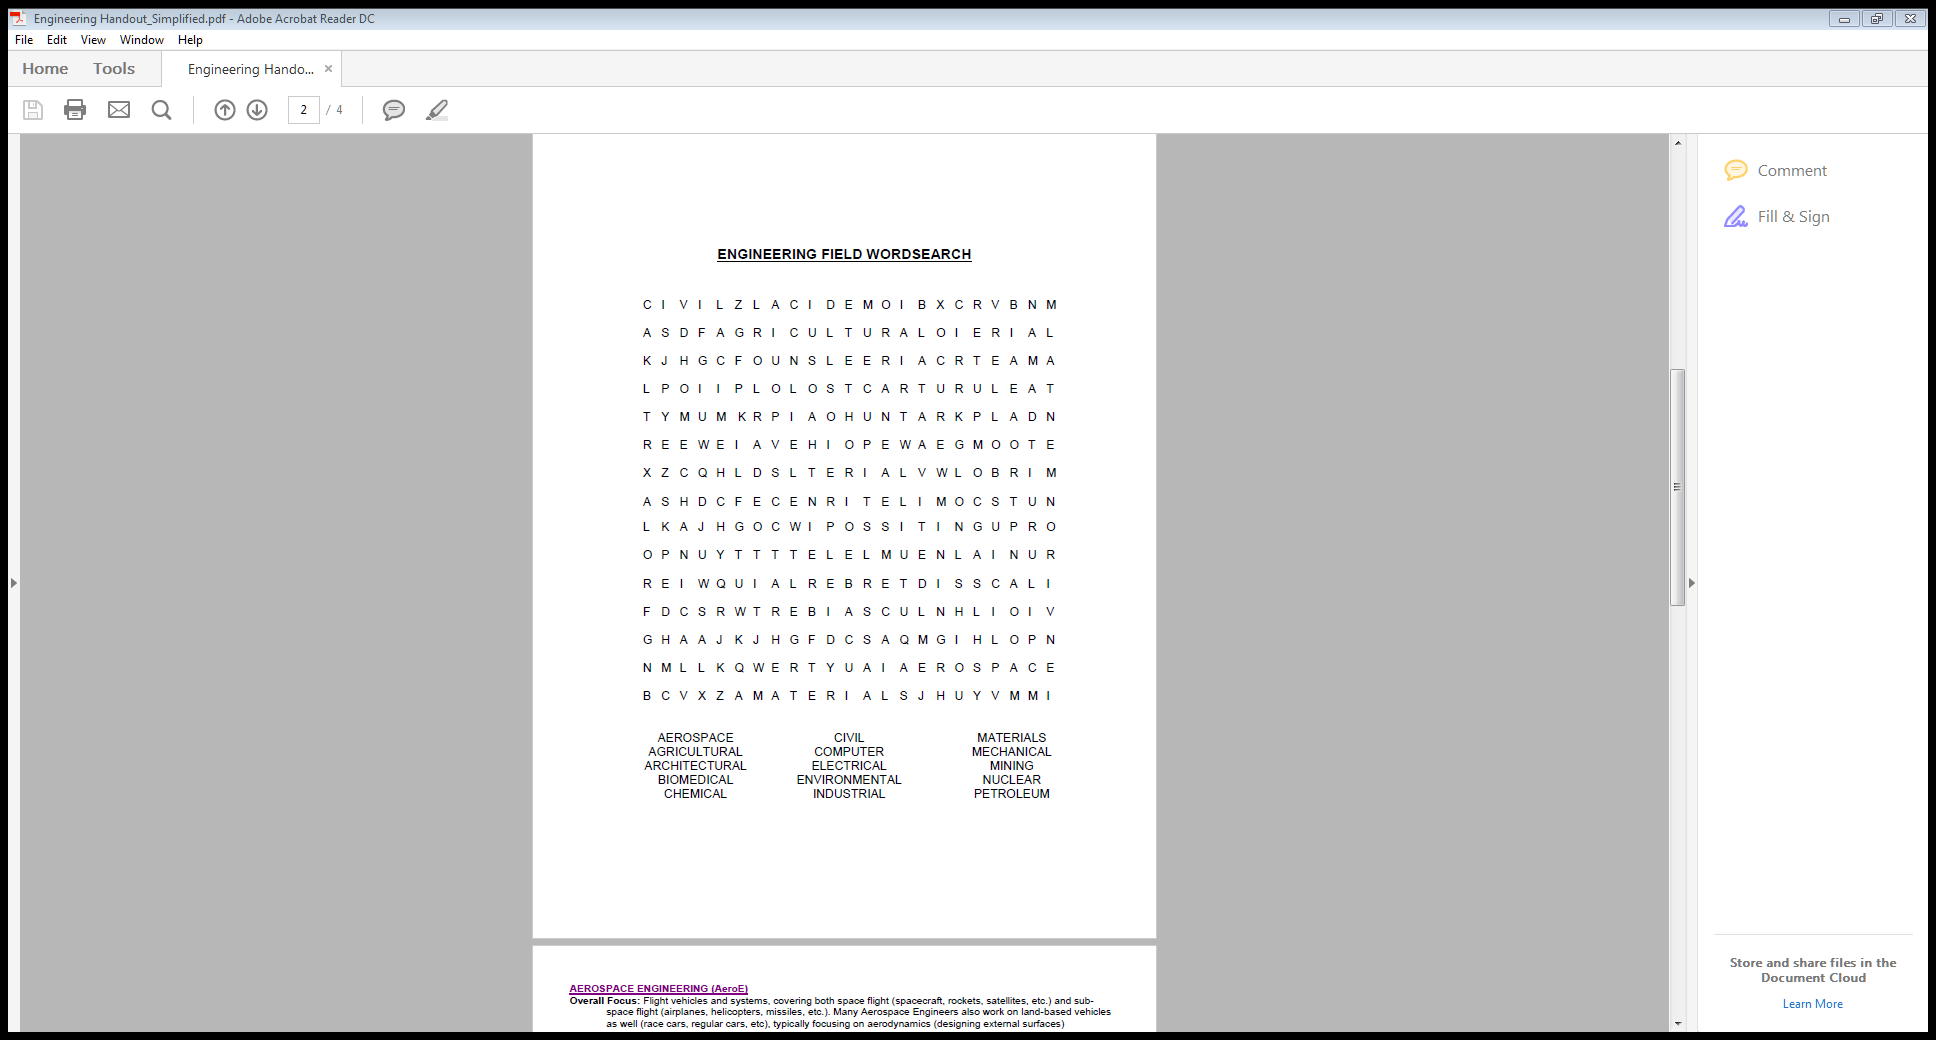 Engineering Handout_Simplified.pdf - Adobe Acrobat Reader DC
File Edit View Window Help
Home Tools Engineering Hando... ×
2 / 4
Comment
Fill & Sign
ENGINEERING FIELD WORDSEARCH
C I V I L Z L A C I D E M O I B X C R V B N M
A S D F A G R I C U L T U R A L O I E R I A L
K J H G C F O U N S L E E R I A C R T E A M A
L P O I I P L O L O S T C A R T U R U L E A T
T Y M U M K R P I A O H U N T A R K P L A D N
R E E W E I A V E H I O P E W A E G M O O T E
X Z C Q H L D S L T E R I A L V W L O B R I M
A S H D C F E C E N R I T E L I M O C S T U N
L K A J H G O C W I P O S S I T I N G U P R O
O P N U Y T T T T E L E L M U E N L A I N U R
R E I W Q U I A L R E B R E T D I S S C A L I
F D C S R W T R E B I A S C U L N H L I O I V
G H A A J K J H G F D C S A Q M G I H L O P N
N M L L K Q W E R T Y U A I A E R O S P A C E
B C V X Z A M A T E R I A L S J H U Y V M M I
AEROSPACE CIVIL MATERIALS
AGRICULTURAL COMPUTER MECHANICAL
ARCHITECTURAL ELECTRICAL MINING
BIOMEDICAL ENVIRONMENTAL NUCLEAR
CHEMICAL INDUSTRIAL PETROLEUM
AEROSPACE ENGINEERING (AeroE)
Overall Focus: Flight vehicles and systems, covering both space flight (spacecraft, rockets, satellites, etc.) and sub-
space flight (airplanes, helicopters, missiles, etc.). Many Aerospace Engineers also work on land-based vehicles
as well (race cars, regular cars, etc), typically focusing on aerodynamics (designing external surfaces)
Store and share files in the
Document Cloud
Learn More